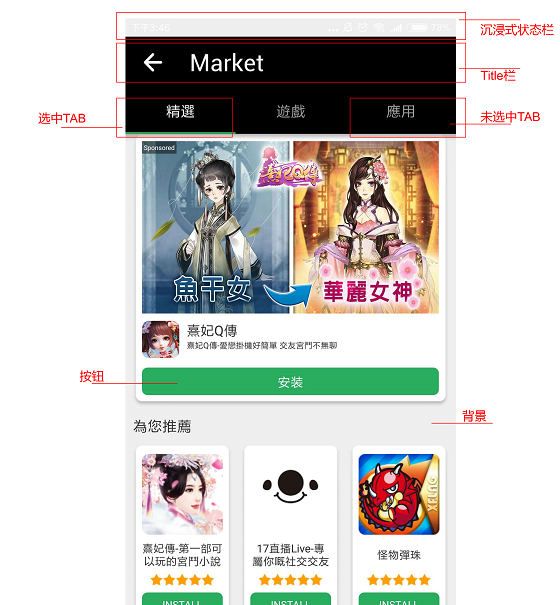 下午3:46
... 78%
沉浸式状态栏
Market
Title栏
选中TAB
精選
遊戲
應用
未选中TAB
Sponsored
熹妃Q傳
魚干女
華麗女神
熹妃Q傳
熹妃Q傳-愛戀掛機好簡單 交友宮鬥不無聊
按钮
安装
背景
為您推薦
熹妃傳-第一部可
以玩的宮鬥小說
17直播Live-專
屬你嘅社交交友
怪物彈珠
INSTALL
INSTALL
INSTALL